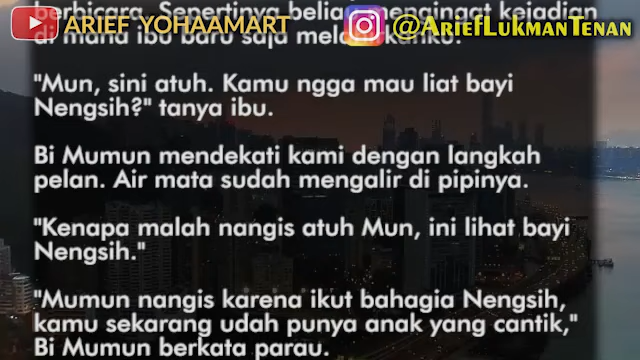 berbicara. Sepertinya beliau mengingat kejadian
ARIEF YOHAAMART
@AriefLukmanTenan
di mana ibu baru saja
"Mun, sini atuh. Kamu ngga mau liat bayi
Nengsih?" tanya ibu.
Bi Mumun mendekati kami dengan langkah
pelan. Air mata sudah mengalir di pipinya.
"Kenapa malah nangis atuh Mun, ini lihat bayi
Nengsih."
"Mumun nangis karena ikut bahagia Nengsih,
kamu sekarang udah punya anak yang cantik,"
Bi Mumun berkata parau.